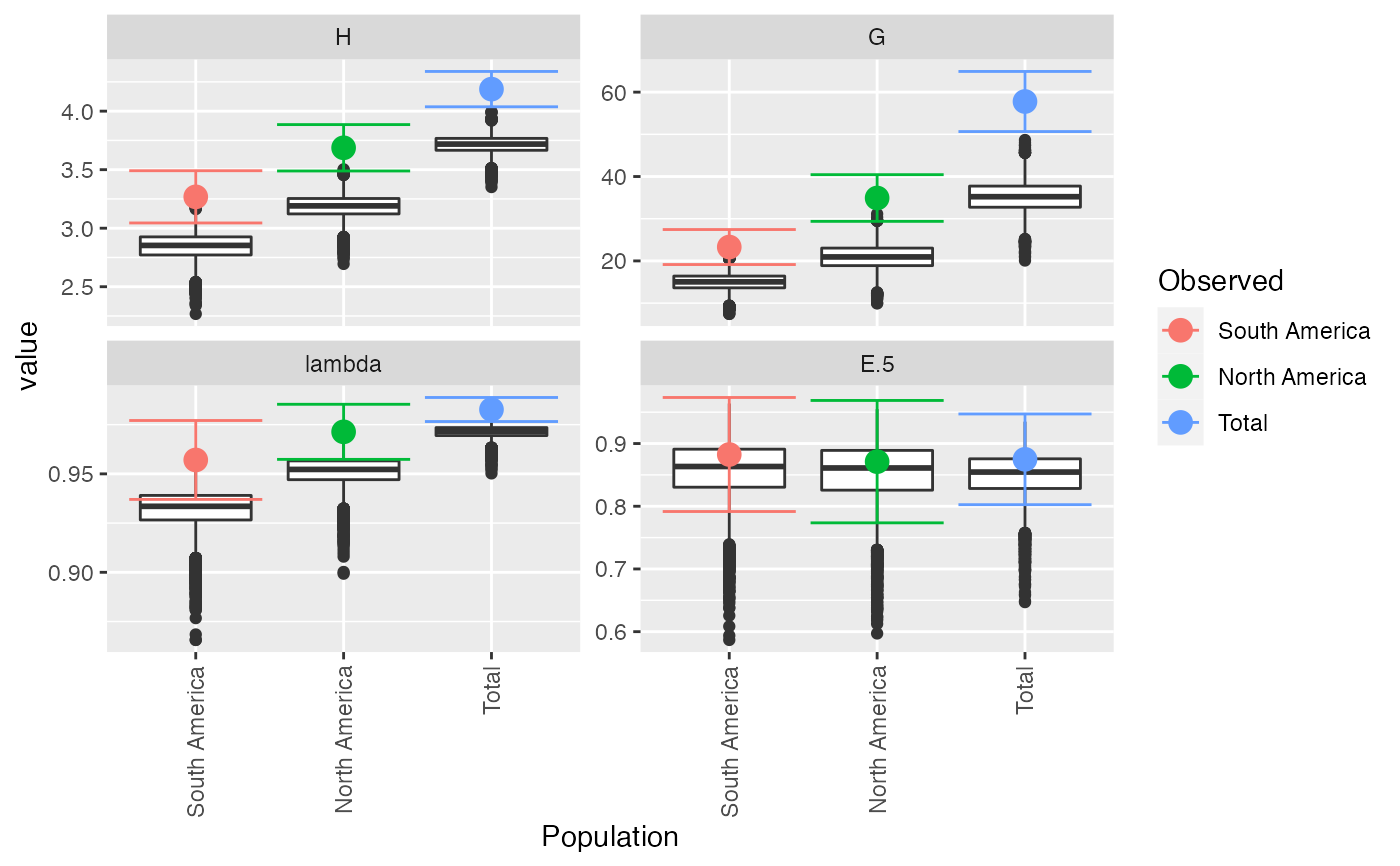 H
G
4.0
3.5
3.0
2.5
60
40
20
value
lambda
E.5
0.95
0.90
0.9
0.8
0.7
0.6
South America
North America
Total
South America
North America
Total
Population
Observed
South America
North America
Total